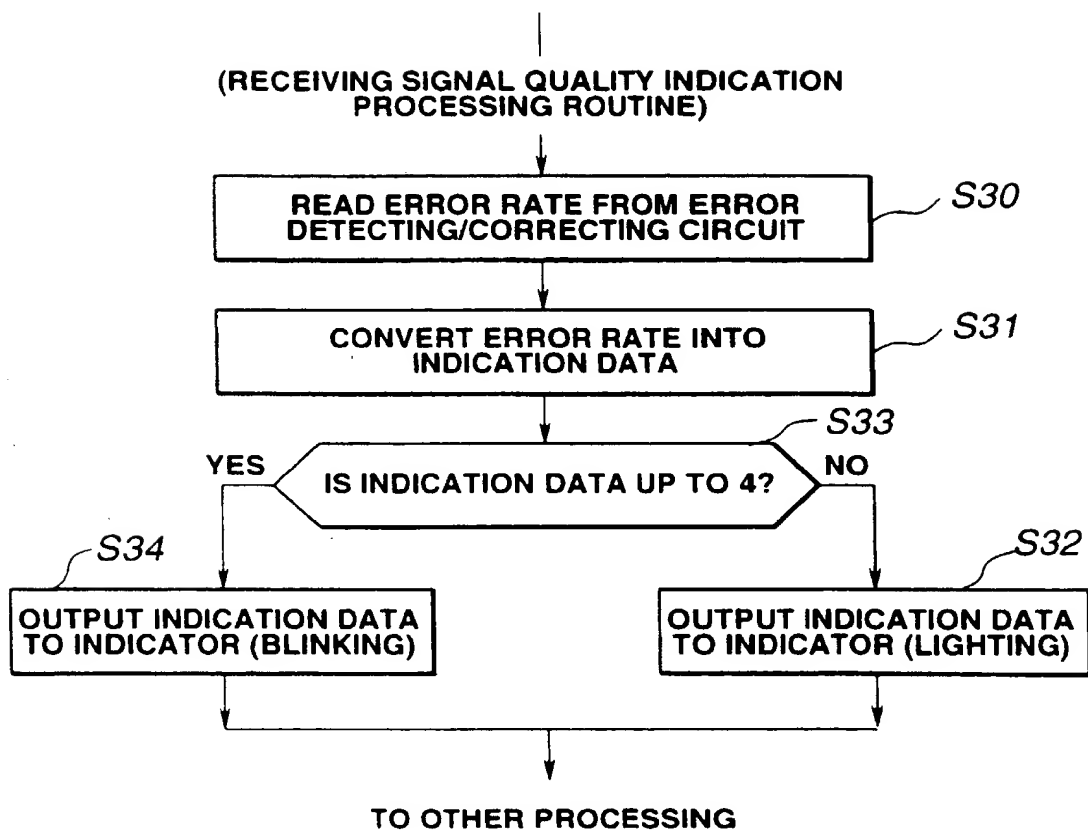 (RECEIVING SIGNAL QUALITY INDICATION
PROCESSING ROUTINE)
READ ERROR RATE FROM ERROR
DETECTING/CORRECTING CIRCUIT
S30
CONVERT ERROR RATE INTO
INDICATION DATA
S31
S33
YES
IS INDICATION DATA UP TO 4?
NO
S34
OUTPUT INDICATION DATA
TO INDICATOR (BLINKING)
S32
OUTPUT INDICATION DATA
TO INDICATOR (LIGHTING)
TO OTHER PROCESSING